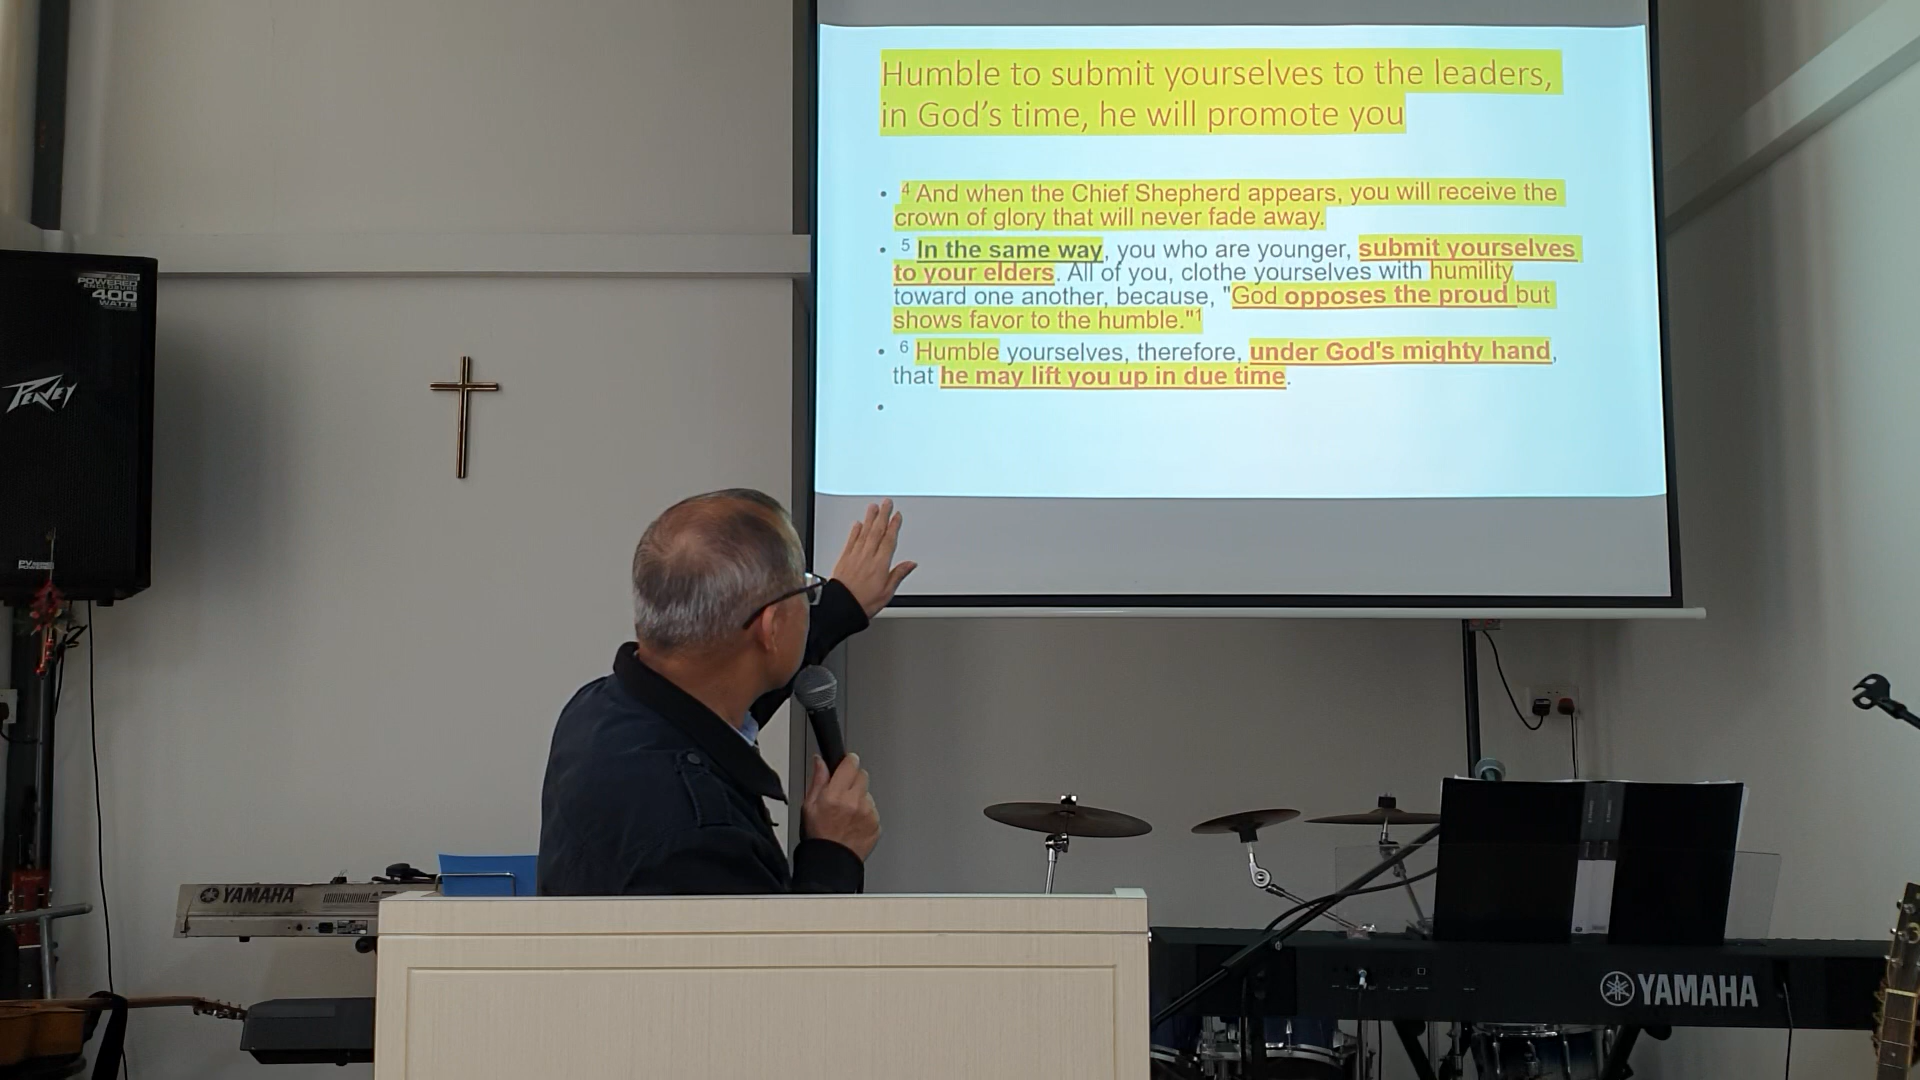 Humble to submit yourselves to the leaders,
in God's time, he will promote you
• 4 And when the Chief Shepherd appears, you will receive the
crown of glory that will never fade away.
• 5 In the same way, you who are younger, submit yourselves
to your elders. All of you, clothe yourselves with humility
toward one another, because, "God opposes the proud but
shows favor to the humble."1
• 6 Humble yourselves, therefore, under God's mighty hand,
that he may lift you up in due time.
•
POWERED
ENCLOSURE
400
WATTS
PEAVEY
PV SERIES
POWERED
YAMAHA
YAMAHA